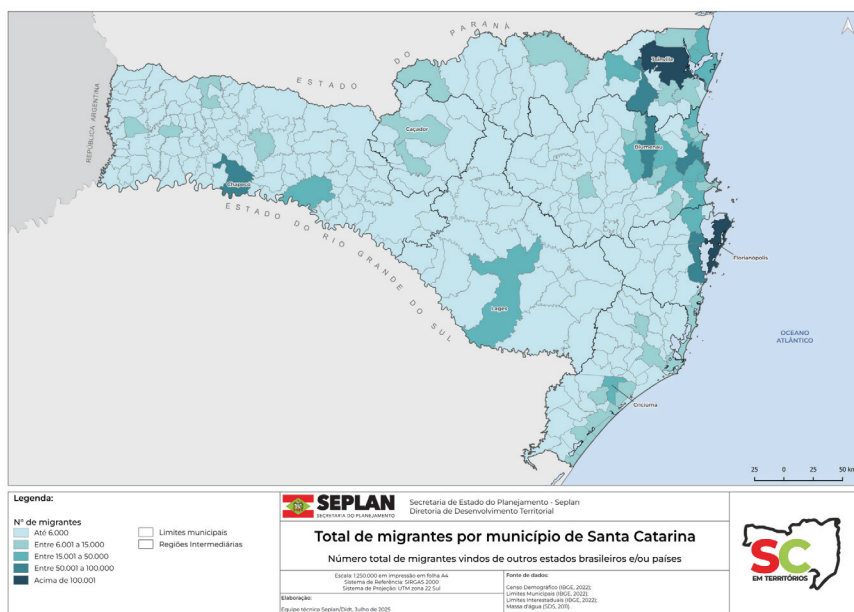 ESTADO DO PARANÁ
REPÚBLICA ARGENTINA
Joinville
Caçador
Blumenau
Chapecó
ESTADO DO RIO GRANDE DO SUL
Florianópolis
Lages
OCEANO
ATLÂNTICO
Criciúma
25 0 25 50 km
Legenda:
Nº de migrantes
Até 6.000
Entre 6.001 a 15.000
Entre 15.001 a 50.000
Entre 50.001 a 100.000
Acima de 100.001
Limites municipais
Regiões Intermediárias
SEPLAN
SECRETARIA DO PLANEJAMENTO
Secretaria de Estado do Planejamento - Seplan
Diretoria de Desenvolvimento Territorial
Total de migrantes por município de Santa Catarina
Número total de migrantes vindos de outros estados brasileiros e/ou países
Escala: 1:250.000 em impressão em folha A4
Sistema de Referência: SIRGAS 2000
Sistema de Projeção: UTM zona 22 Sul
Elaboração:
Equipe técnica Seplan/Didt, Julho de 2025
Fonte de dados:
Censo Demográfico (IBGE, 2022);
Limites Municipais (IBGE, 2022);
Limites Interestaduais (IBGE, 2022);
Massa d'água (SDS, 2011).
SC
EM TERRITÓRIOS